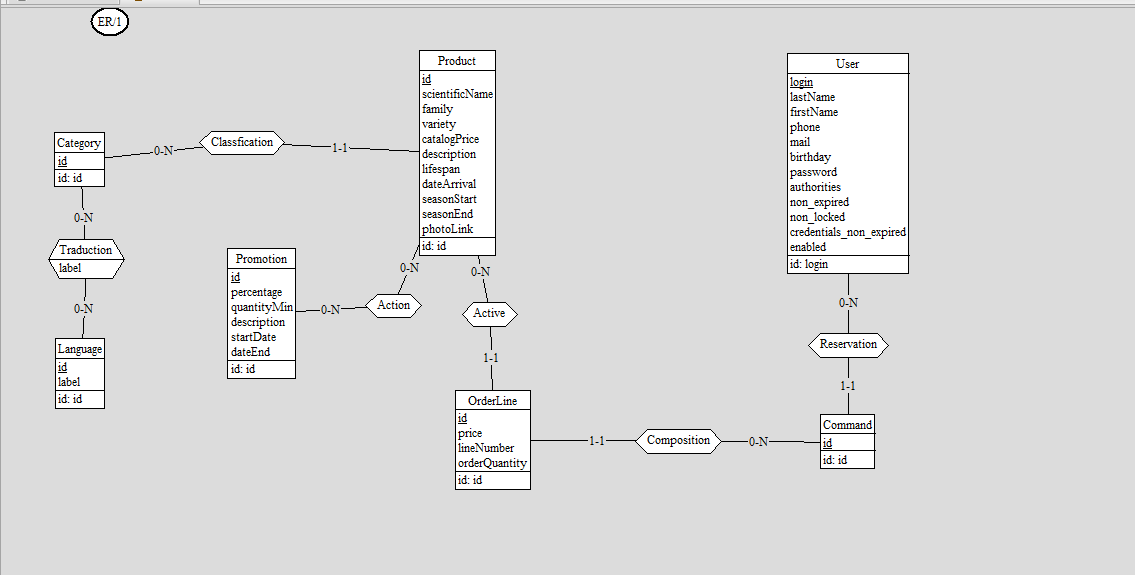 ER/1
Product
id
scientificName
family
variety
catalogPrice
description
lifespan
dateArrival
seasonStart
seasonEnd
photoLink
id: id
User
login
lastName
firstName
phone
mail
birthday
password
authorities
non_expired
non_locked
credentials_non_expired
enabled
id: login
Category
id
id: id
0-N
Classfication
1-1
0-N
Traduction
label
0-N
Language
id
label
id: id
Promotion
id
percentage
quantityMin
description
startDate
dateEnd
id: id
0-N
Action
0-N
0-N
Active
1-1
OrderLine
id
price
lineNumber
orderQuantity
id: id
1-1
Composition
0-N
0-N
Reservation
1-1
Command
id
id: id